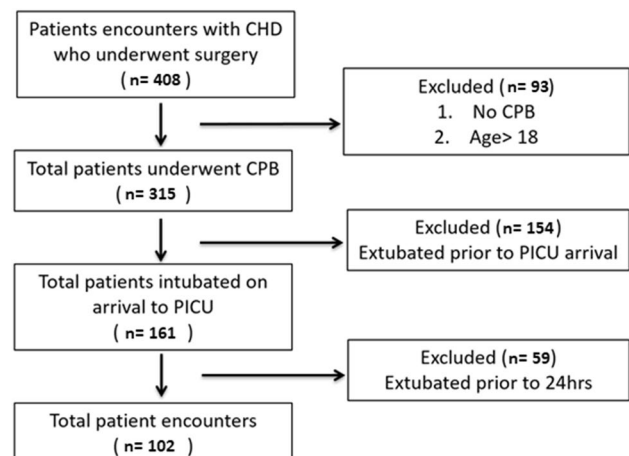 Patients encounters with CHD
who underwent surgery
( n= 408 )
Excluded ( n= 93)
1. No CPB
2. Age> 18
Total patients underwent CPB
( n= 315 )
Excluded ( n= 154)
Extubated prior to PICU arrival
Total patients intubated on
arrival to PICU
( n= 161 )
Excluded ( n= 59)
Extubated prior to 24hrs
Total patient encounters
( n= 102 )